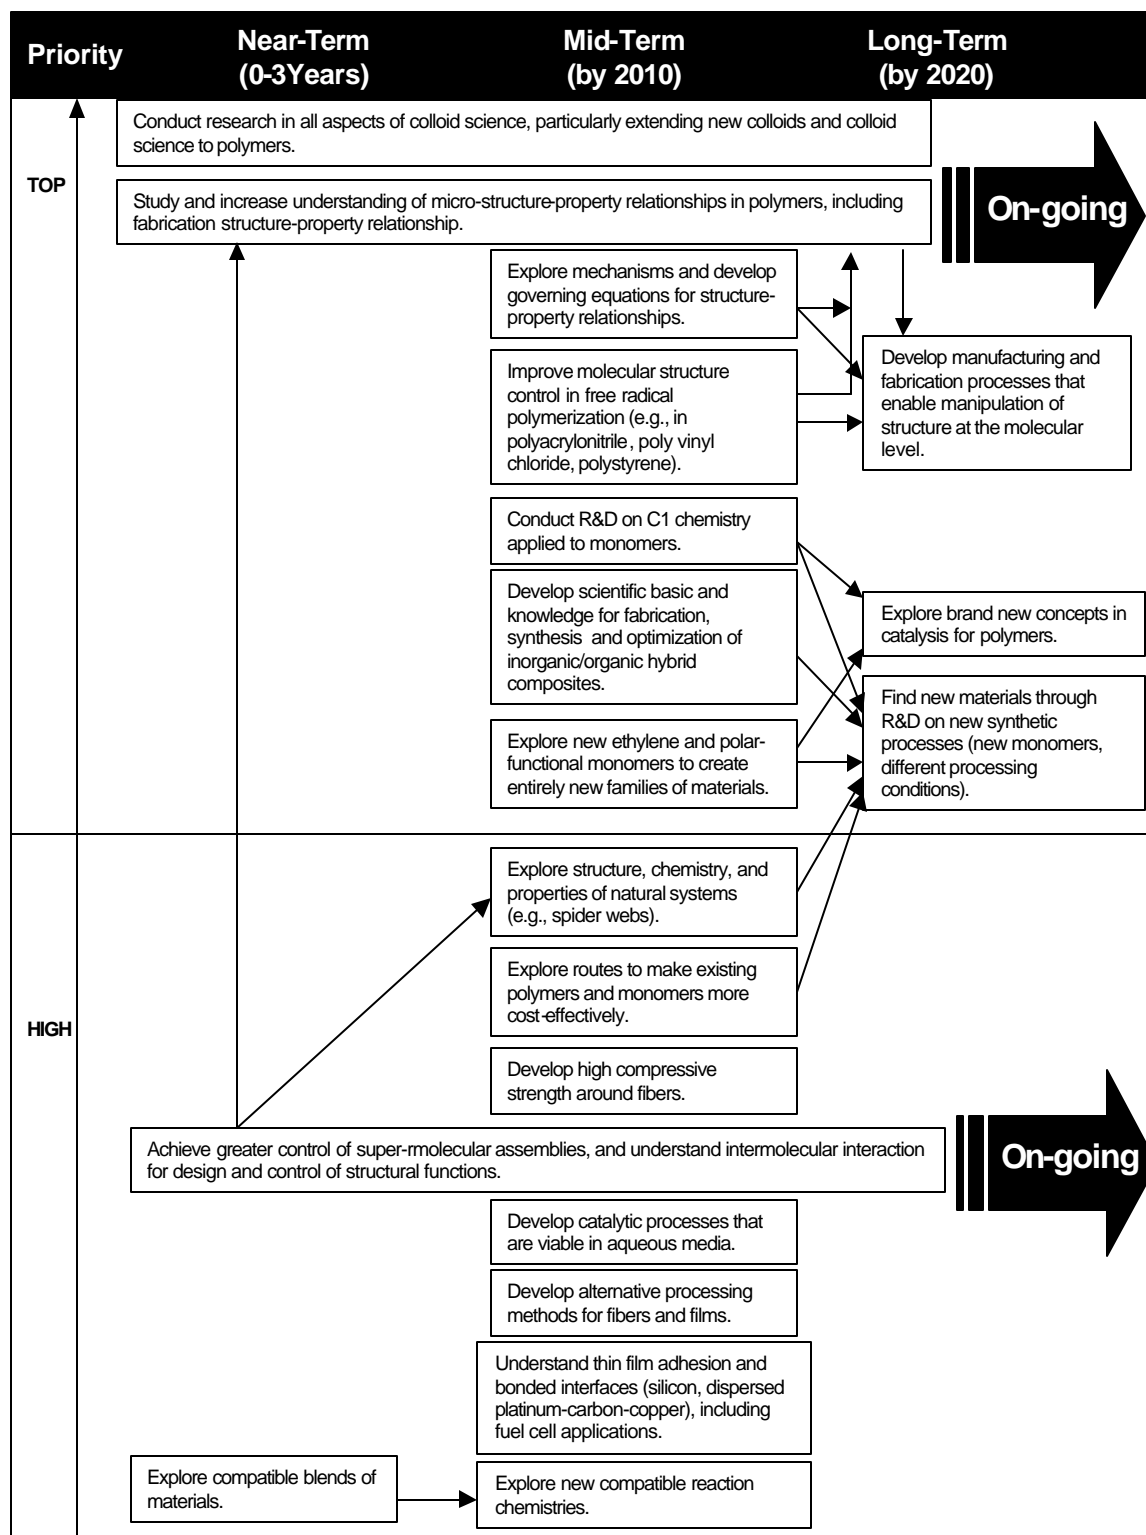 Priority
Near-Term
(0-3Years)
Mid-Term
(by 2010)
Long-Term
(by 2020)
Conduct research in all aspects of colloid science, particularly extending new colloids and colloid
science to polymers.
TOP
Study and increase understanding of micro-structure-property relationships in polymers, including
fabrication structure-property relationship.
On-going
Explore mechanisms and develop
governing equations for structure-
property relationships.
Improve molecular structure
control in free radical
polymerization (e.g., in
polyacrylonitrile, poly vinyl
chloride, polystyrene).
Develop manufacturing and
fabrication processes that
enable manipulation of
structure at the molecular
level.
Conduct R&D on C1 chemistry
applied to monomers.
Develop scientific basic and
knowledge for fabrication,
synthesis and optimization of
inorganic/organic hybrid
composites.
Explore brand new concepts in
catalysis for polymers.
Explore new ethylene and polar-
functional monomers to create
entirely new families of materials.
Find new materials through
R&D on new synthetic
processes (new monomers,
different processing
conditions).
HIGH
Explore structure, chemistry, and
properties of natural systems
(e.g., spider webs).
Explore routes to make existing
polymers and monomers more
cost-effectively.
Develop high compressive
strength around fibers.
Achieve greater control of super-rmolecular assemblies, and understand intermolecular interaction
for design and control of structural functions.
On-going
Develop catalytic processes that
are viable in aqueous media.
Develop alternative processing
methods for fibers and films.
Understand thin film adhesion and
bonded interfaces (silicon, dispersed
platinum-carbon-copper), including
fuel cell applications.
Explore compatible blends of
materials.
Explore new compatible reaction
chemistries.